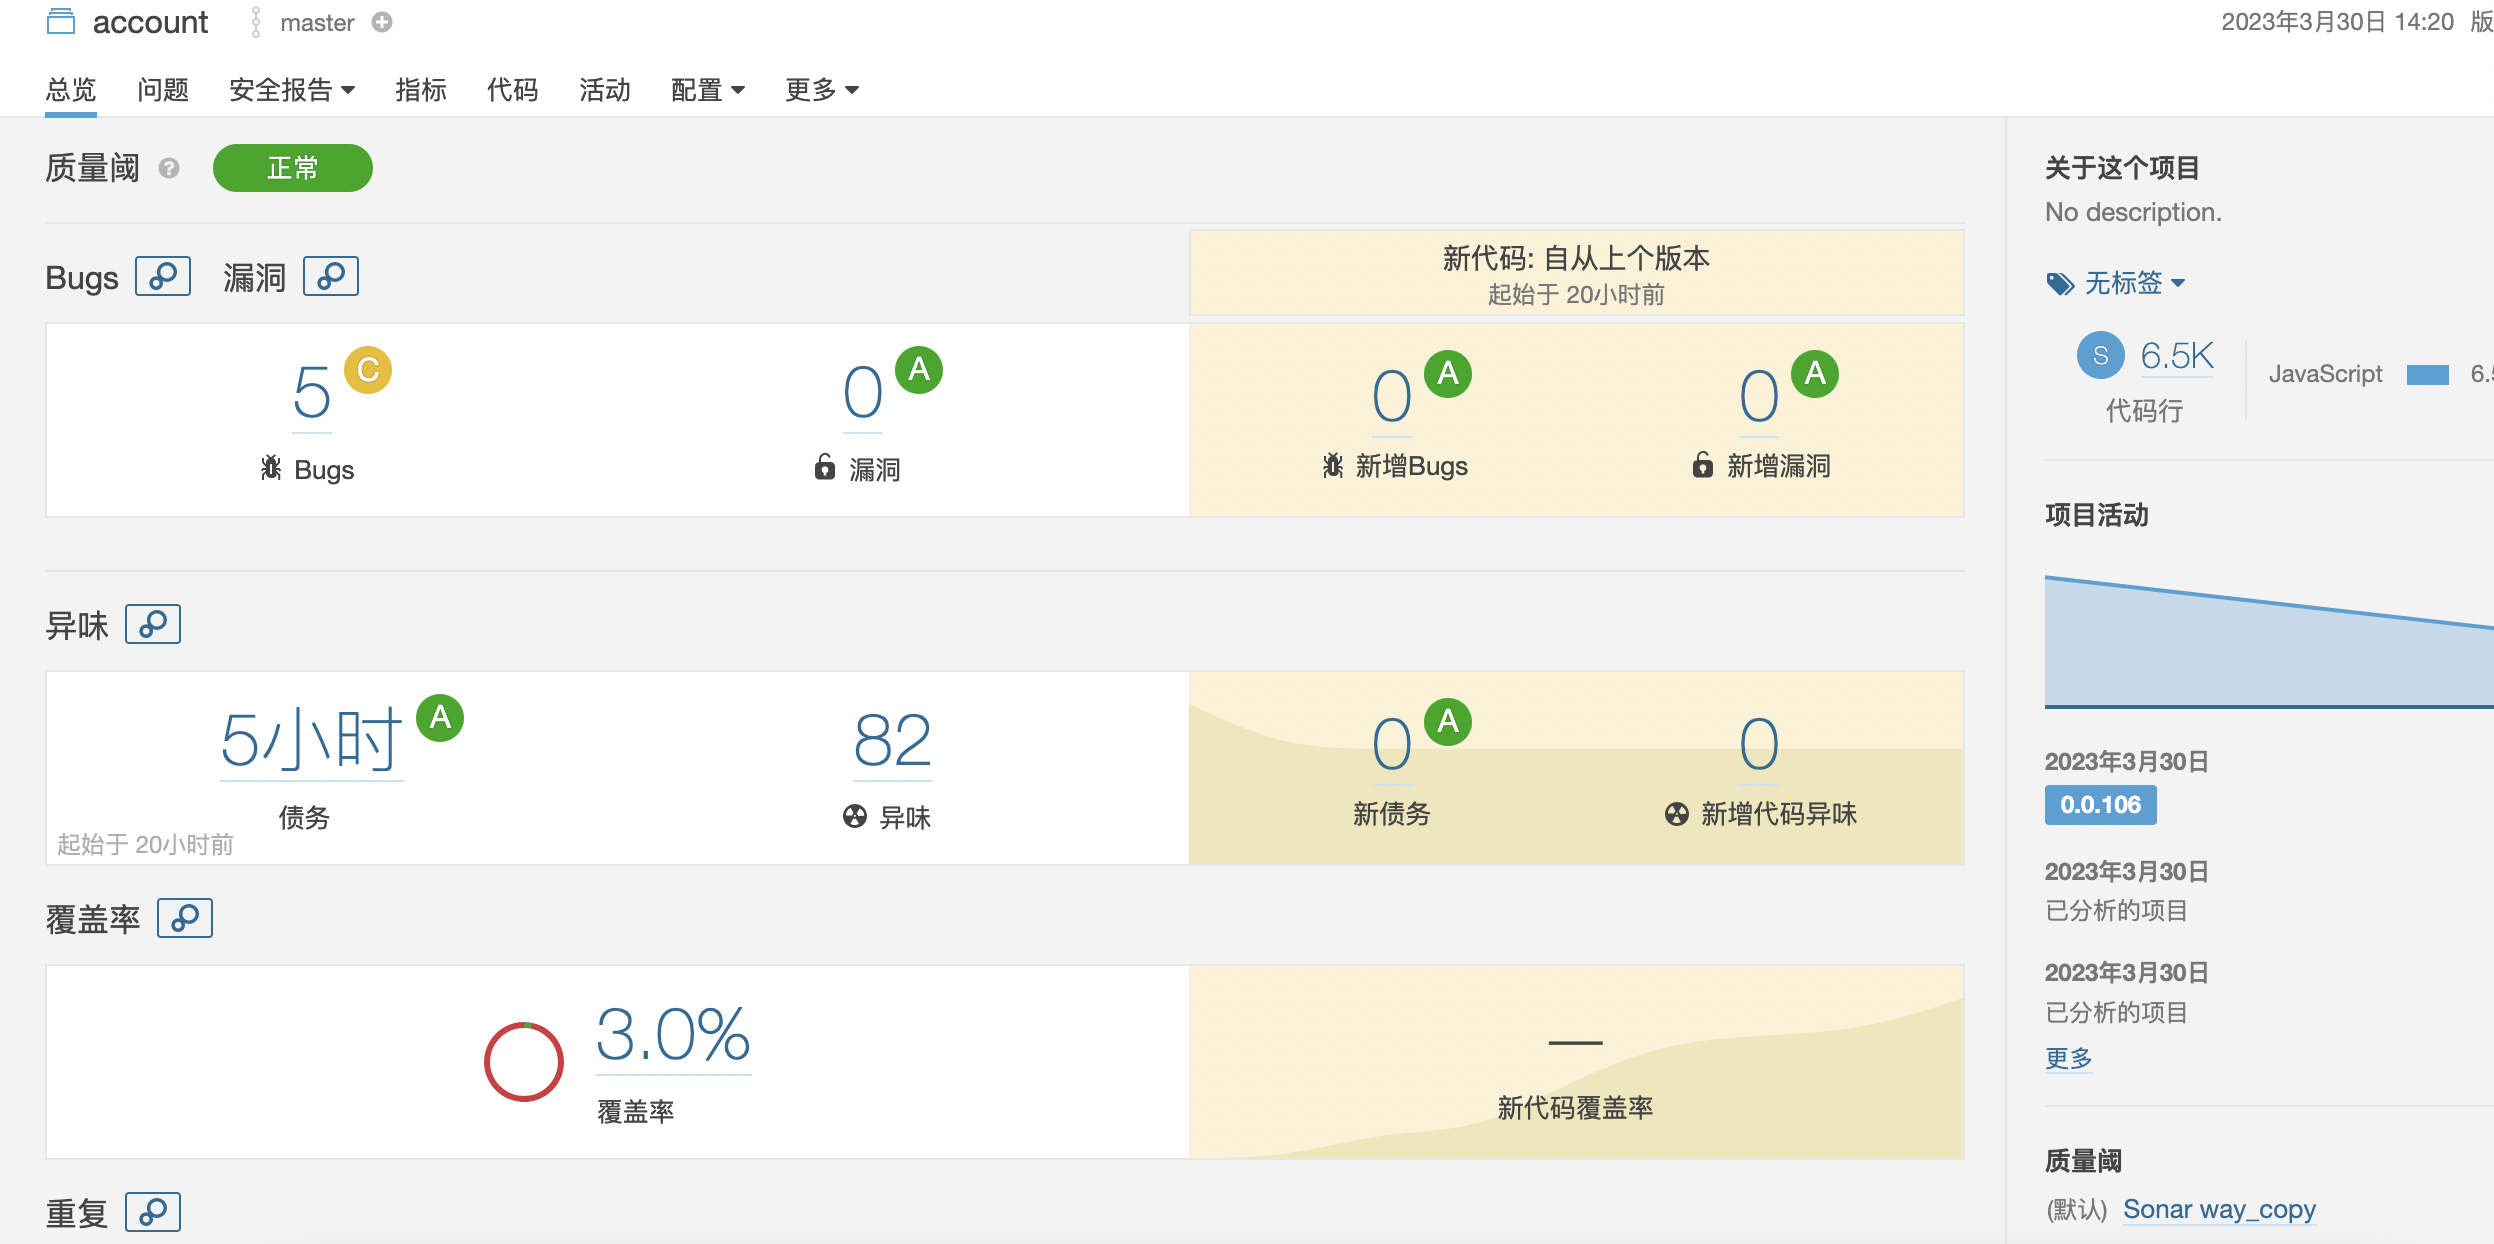 account
master
2023年3月30日 14:20 版
总览 问题 安全报告 指标 代码 活动 配置 更多
质量阈 ? 正常
新代码: 自从上个版本
起始于 20小时前
Bugs 漏洞
5 C
Bugs
0 A
漏洞
0 A
新增Bugs
0 A
新增漏洞
异味
5小时 A
债务
起始于 20小时前
82
异味
0 A
新债务
0
新增代码异味
覆盖率
3.0%
覆盖率
—
新代码覆盖率
重复
关于这个项目
No description.
无标签
S 6.5K
代码行
JavaScript 6.5
项目活动
2023年3月30日
0.0.106
2023年3月30日
已分析的项目
2023年3月30日
已分析的项目
更多
质量阈
(默认) Sonar way_copy